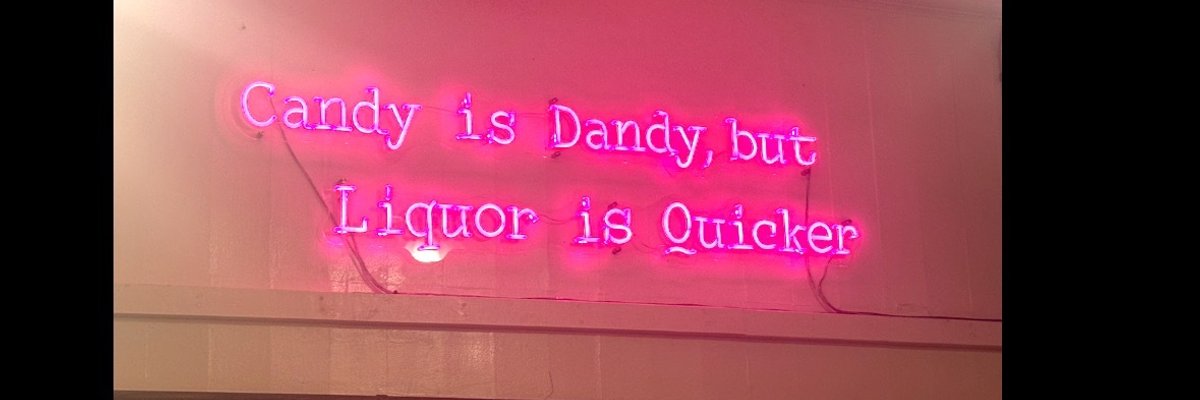 Candy is Dandy, but
Liquor is Quicker